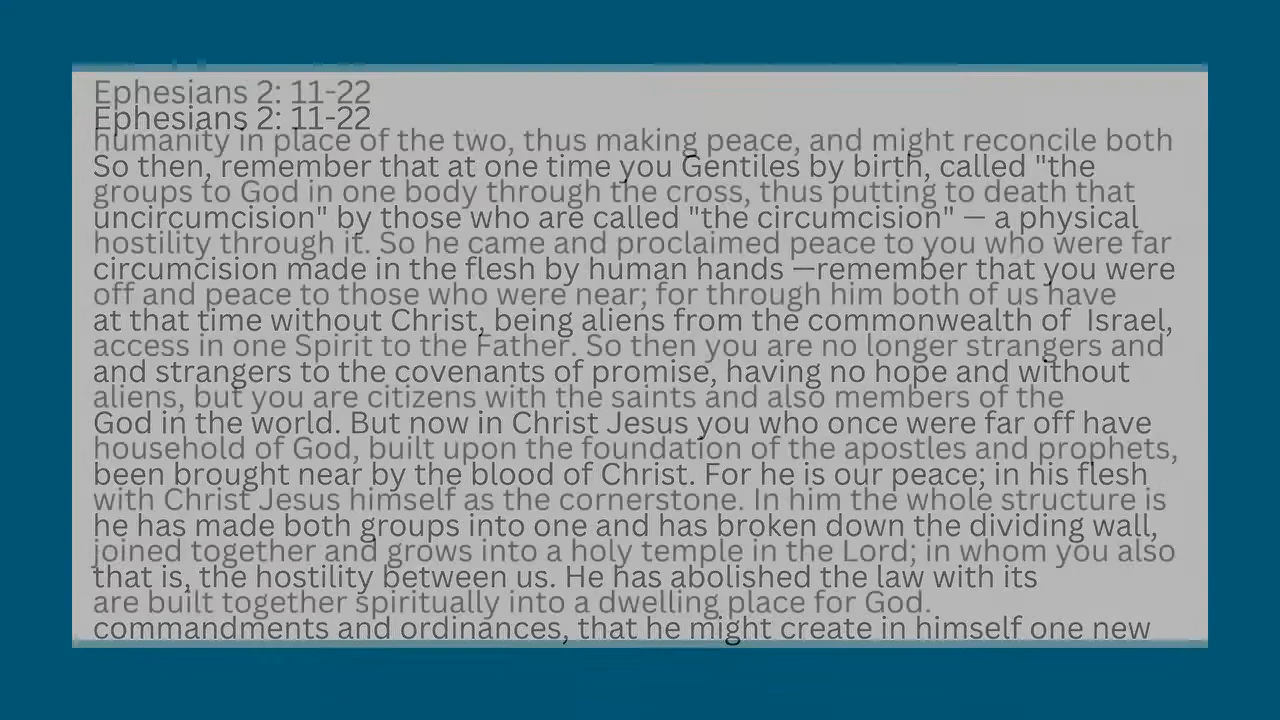 Ephesians 2: 11-22
Ephesians 2: 11-22
humanity in place of the two, thus making peace, and might reconcile both
So then, remember that at one time you Gentiles by birth, called "the
groups to God in one body through the cross, thus putting to death that
uncircumcision" by those who are called "the circumcision" — a physical
hostility through it. So he came and proclaimed peace to you who were far
circumcision made in the flesh by human hands —remember that you were
off and peace to those who were near; for through him both of us have
at that time without Christ, being aliens from the commonwealth of  Israel,
access in one Spirit to the Father. So then you are no longer strangers and
and strangers to the covenants of promise, having no hope and without
aliens, but you are citizens with the saints and also members of the
God in the world. But now in Christ Jesus you who once were far off have
household of God, built upon the foundation of the apostles and prophets,
been brought near by the blood of Christ. For he is our peace; in his flesh
with Christ Jesus himself as the cornerstone. In him the whole structure is
he has made both groups into one and has broken down the dividing wall,
joined together and grows into a holy temple in the Lord; in whom you also
that is, the hostility between us. He has abolished the law with its
are built together spiritually into a dwelling place for God.
commandments and ordinances, that he might create in himself one new